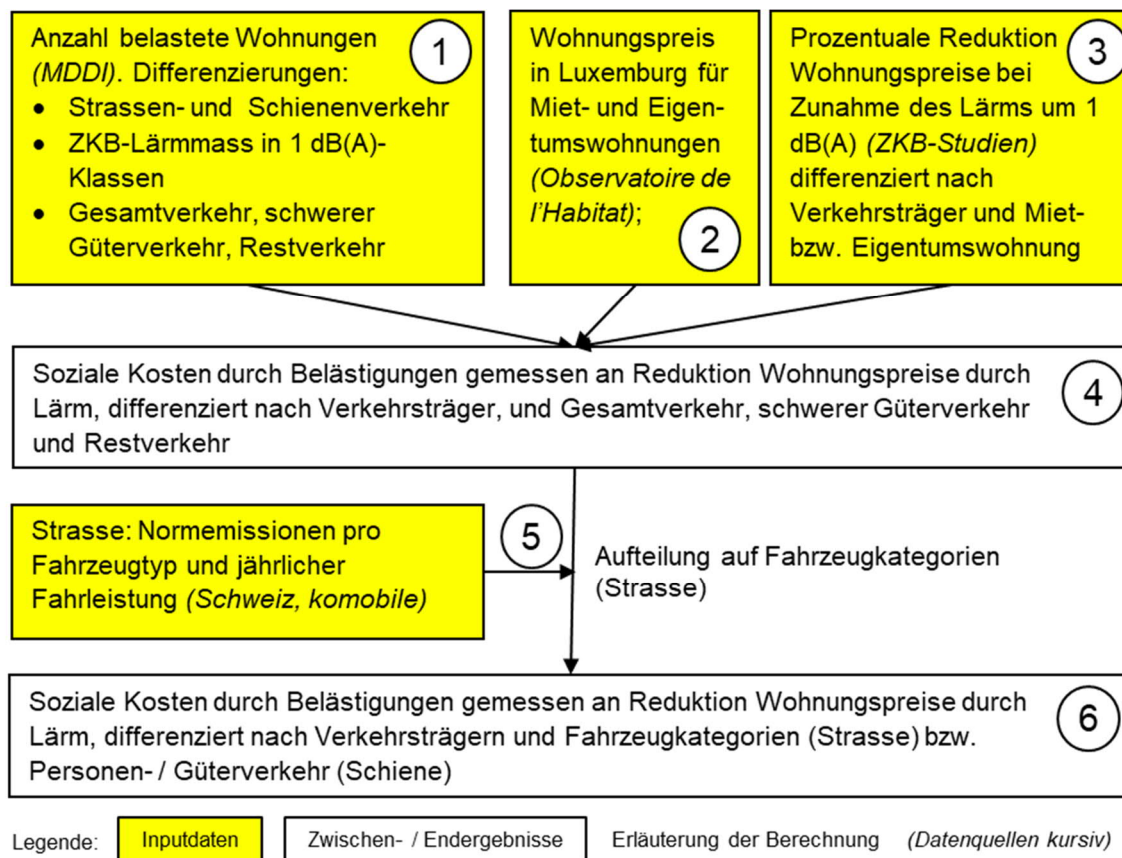 Anzahl belastete Wohnungen
(MDDI). Differenzierungen:
• Strassen- und Schienenverkehr
• ZKB-Lärmmass in 1 dB(A)-
Klassen
• Gesamtverkehr, schwerer
Güterverkehr, Restverkehr
1
Wohnungspreis
in Luxemburg für
Miet- und Eigen-
tumswohnungen
(Observatoire de
l'Habitat);
2
Prozentuale Reduktion
Wohnungspreise bei
Zunahme des Lärms um 1
dB(A) (ZKB-Studien)
differenziert nach
Verkehrsträger und Miet-
bzw. Eigentumswohnung
3
Soziale Kosten durch Belästigungen gemessen an Reduktion Wohnungspreise durch
Lärm, differenziert nach Verkehrsträger, und Gesamtverkehr, schwerer Güterverkehr
und Restverkehr
4
Strasse: Normemissionen pro
Fahrzeugtyp und jährlicher
Fahrleistung (Schweiz, komobile)
5
Aufteilung auf Fahrzeugkategorien
(Strasse)
Soziale Kosten durch Belästigungen gemessen an Reduktion Wohnungspreise durch
Lärm, differenziert nach Verkehrsträgern und Fahrzeugkategorien (Strasse) bzw.
Personen- / Güterverkehr (Schiene)
6
Legende: Inputdaten Zwischen- / Endergebnisse Erläuterung der Berechnung (Datenquellen kursiv)